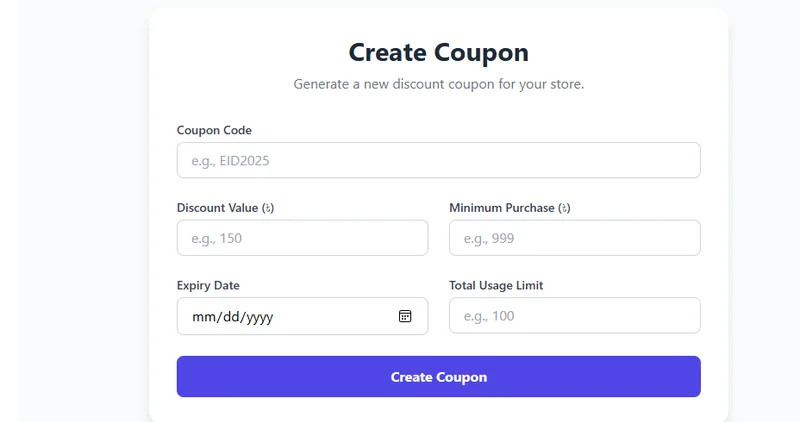 Create Coupon
Generate a new discount coupon for your store.
Coupon Code
e.g., EID2025
Discount Value (৳)
Minimum Purchase (৳)
e.g., 150
e.g., 999
Expiry Date
Total Usage Limit
mm/dd/yyyy
e.g., 100
Create Coupon